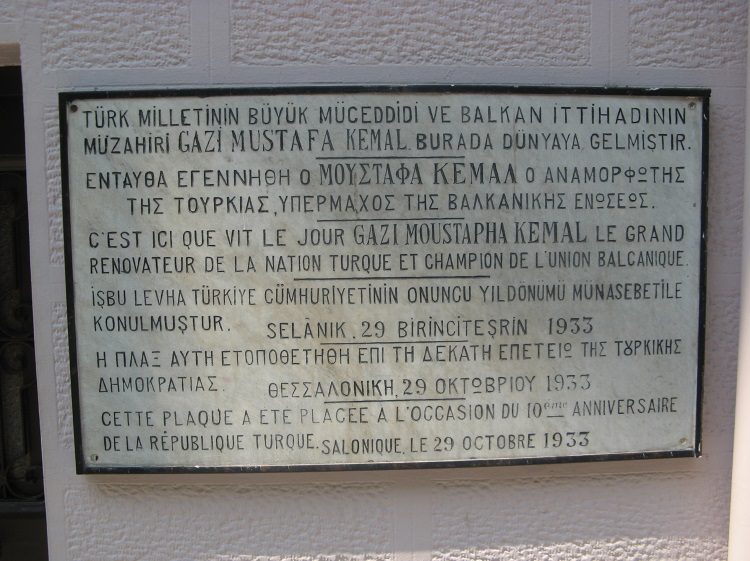 TÜRK MİLLETİNİN BÜYÜK MÜCEDDİDİ VE BALKAN İTTİHADININ
MÜZAHİRİ GAZİ MUSTAFA KEMAL BURADA DÜNYAYA GELMİŞTİR.
ΕΝΤΑΥΘΑ ΕΓΕΝΝΗΘΗ Ο ΜΟΥΣΤΑΦΑ ΚΕΜΑΛ Ο ΑΝΑΜΟΡΦΩΤΗΣ
ΤΗΣ ΤΟΥΡΚΙΑΣ, ΥΠΕΡΜΑΧΟΣ ΤΗΣ ΒΑΛΚΑΝΙΚΗΣ ΕΝΩΣΕΩΣ.
C'EST ICI QUE VIT LE JOUR GAZI MOUSTAPHA KEMAL LE GRAND
RENOVATEUR DE LA NATION TURQUE ET CHAMPION DE L'UNION BALCANIQUE.
İŞBU LEVHA TÜRKİYE CÜMHURİYETİNİN ONUNCU YILDÖNÜMÜ MÜNASEBETİLE
KONULMUŞTUR. SELÂNIK, 29 BİRİNCİTEŞRİN 1933
Η ΠΛΑΞ ΑΥΤΗ ΕΤΟΠΟΘΕΤΗΘΗ ΕΠΙ ΤΗ ΔΕΚΑΤΗ ΕΠΕΤΕΙΩ ΤΗΣ ΤȢΡΚΙΚΗΣ
ΔΗΜΟΚΡΑΤΙΑΣ. ΘΕΣΣΑΛΟΝΙΚΗ, 29 ΟΚΤΩΒΡΙΟΥ 1933
CETTE PLAQUE A ETE PLACEE A L'OCCASION DU 10ème ANNIVERSAIRE
DE LA RÉPUBLIQUE TURQUE. SALONIQUE, LE 29 OCTOBRE 1933